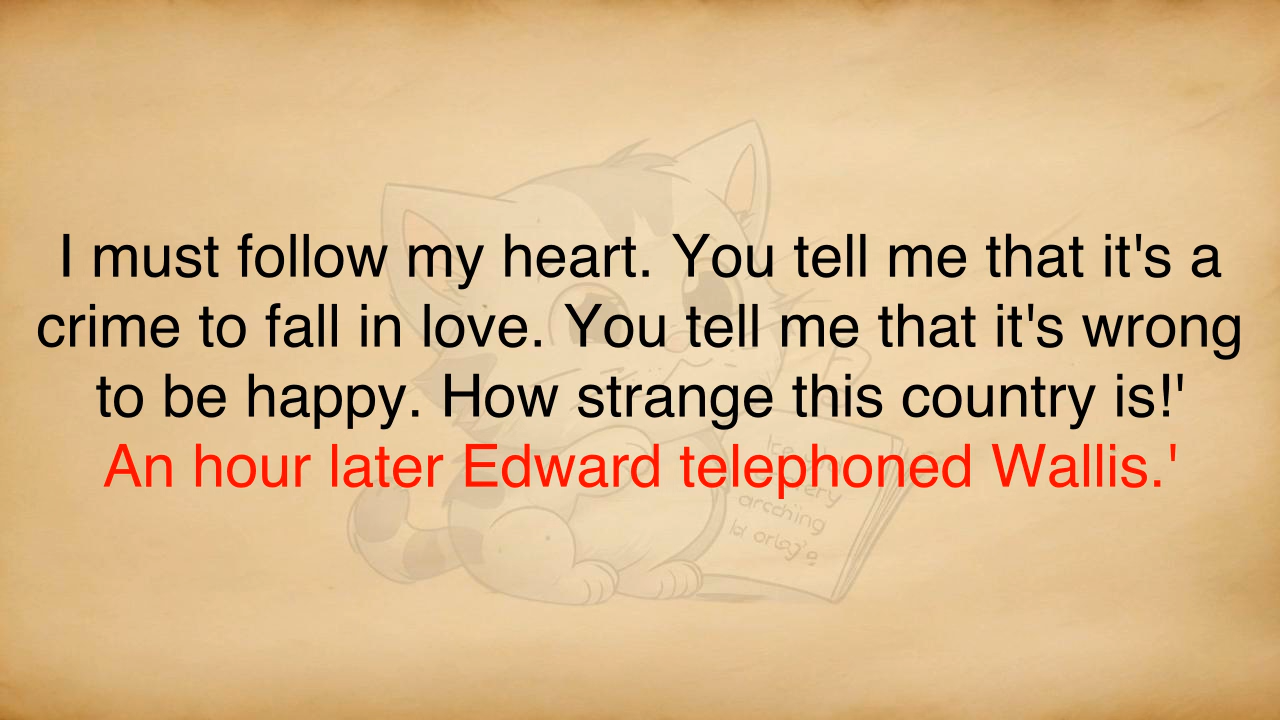 I must follow my heart. You tell me that it's a
crime to fall in love. You tell me that it's wrong
to be happy. How strange this country is!'
An hour later Edward telephoned Wallis.'